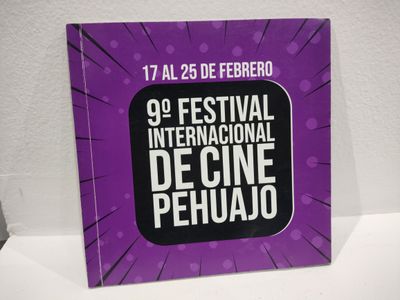 17 AL 25 DE FEBRERO
9º FESTIVAL
INTERNACIONAL
DE CINE
PEHUAJO